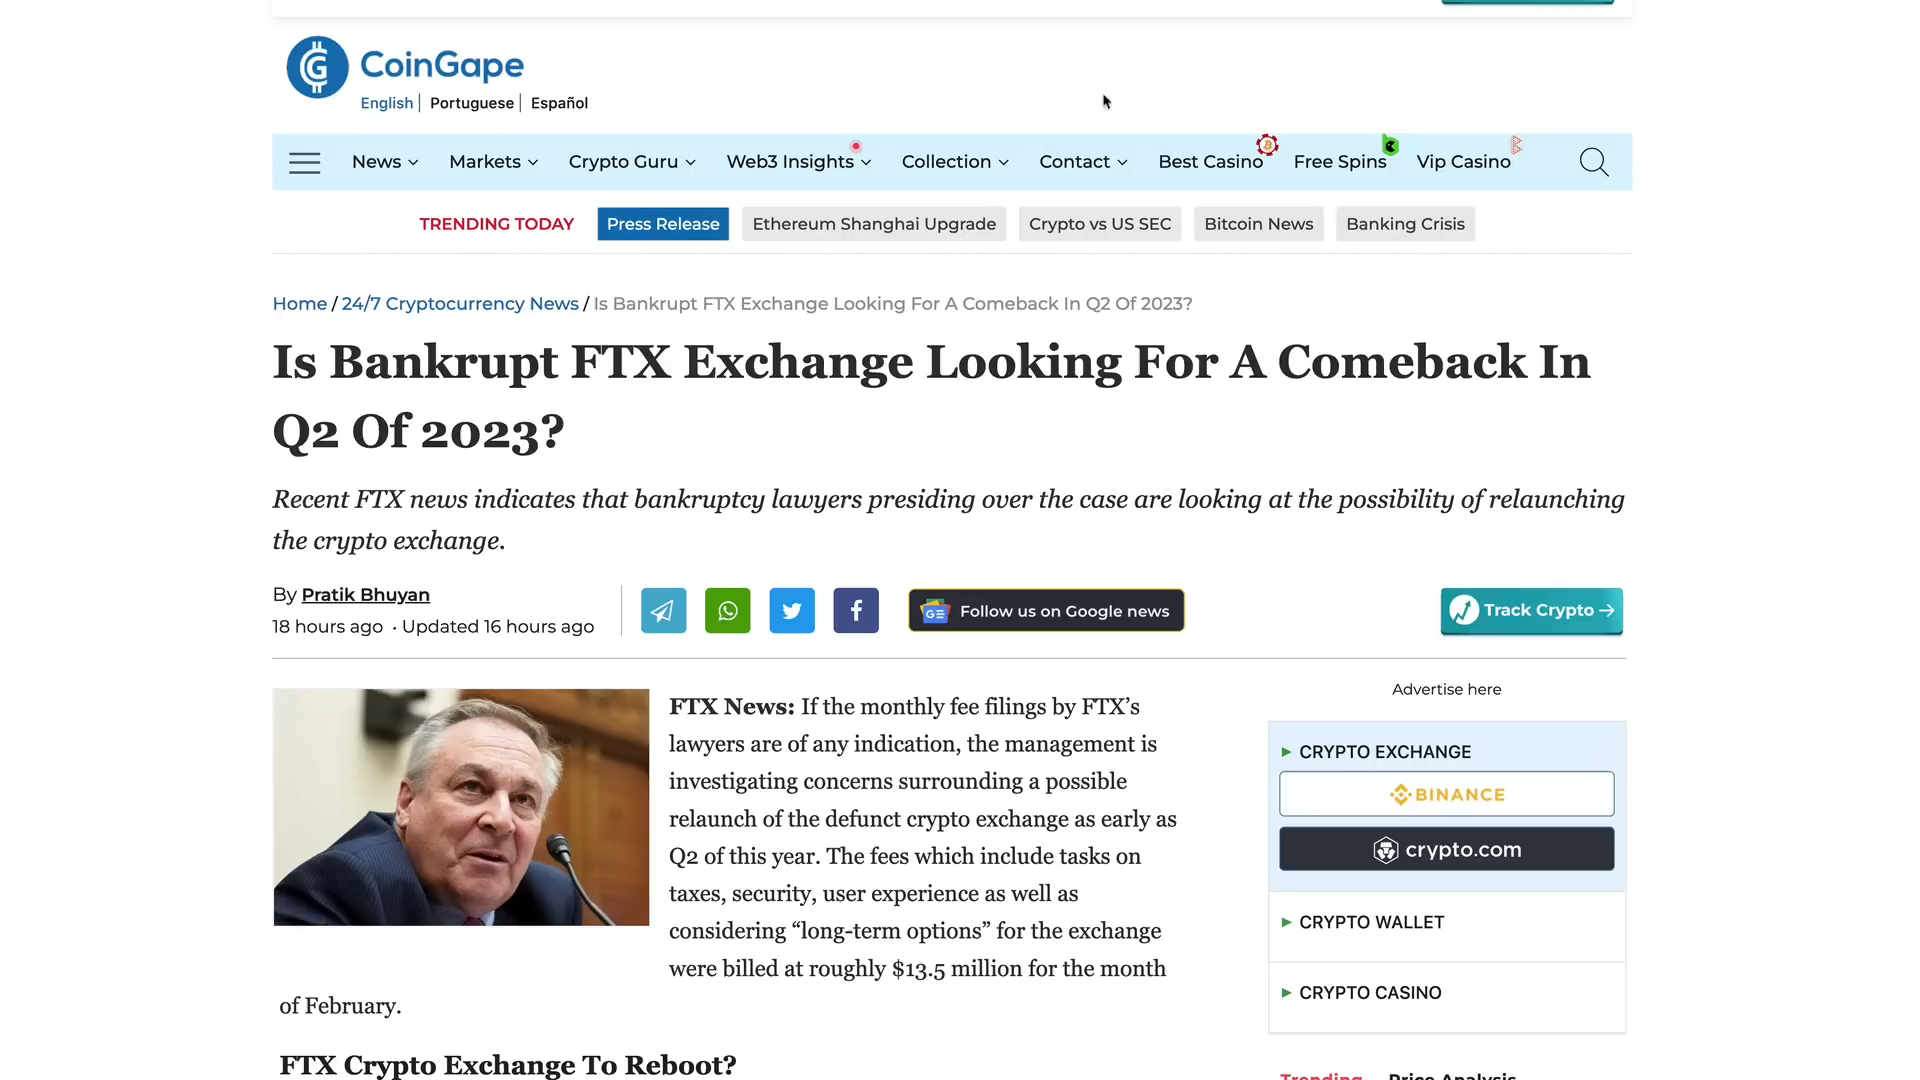 CoinGape
English | Portuguese | Español
News Markets Crypto Guru Web3 Insights Collection Contact Best Casino Free Spins Vip Casino
TRENDING TODAY Press Release Ethereum Shanghai Upgrade Crypto vs US SEC Bitcoin News Banking Crisis
Home / 24/7 Cryptocurrency News / Is Bankrupt FTX Exchange Looking For A Comeback In Q2 Of 2023?
Is Bankrupt FTX Exchange Looking For A Comeback In
Q2 Of 2023?
Recent FTX news indicates that bankruptcy lawyers presiding over the case are looking at the possibility of relaunching
the crypto exchange.
By Pratik Bhuyan
18 hours ago · Updated 16 hours ago
Follow us on Google news
Track Crypto →
FTX News: If the monthly fee filings by FTX’s
lawyers are of any indication, the management is
investigating concerns surrounding a possible
relaunch of the defunct crypto exchange as early as
Q2 of this year. The fees which include tasks on
taxes, security, user experience as well as
considering “long-term options” for the exchange
were billed at roughly $13.5 million for the month
of February.
FTX Crypto Exchange To Reboot?
Advertise here
CRYPTO EXCHANGE
BINANCE
crypto.com
CRYPTO WALLET
CRYPTO CASINO
Trending Price Analysis